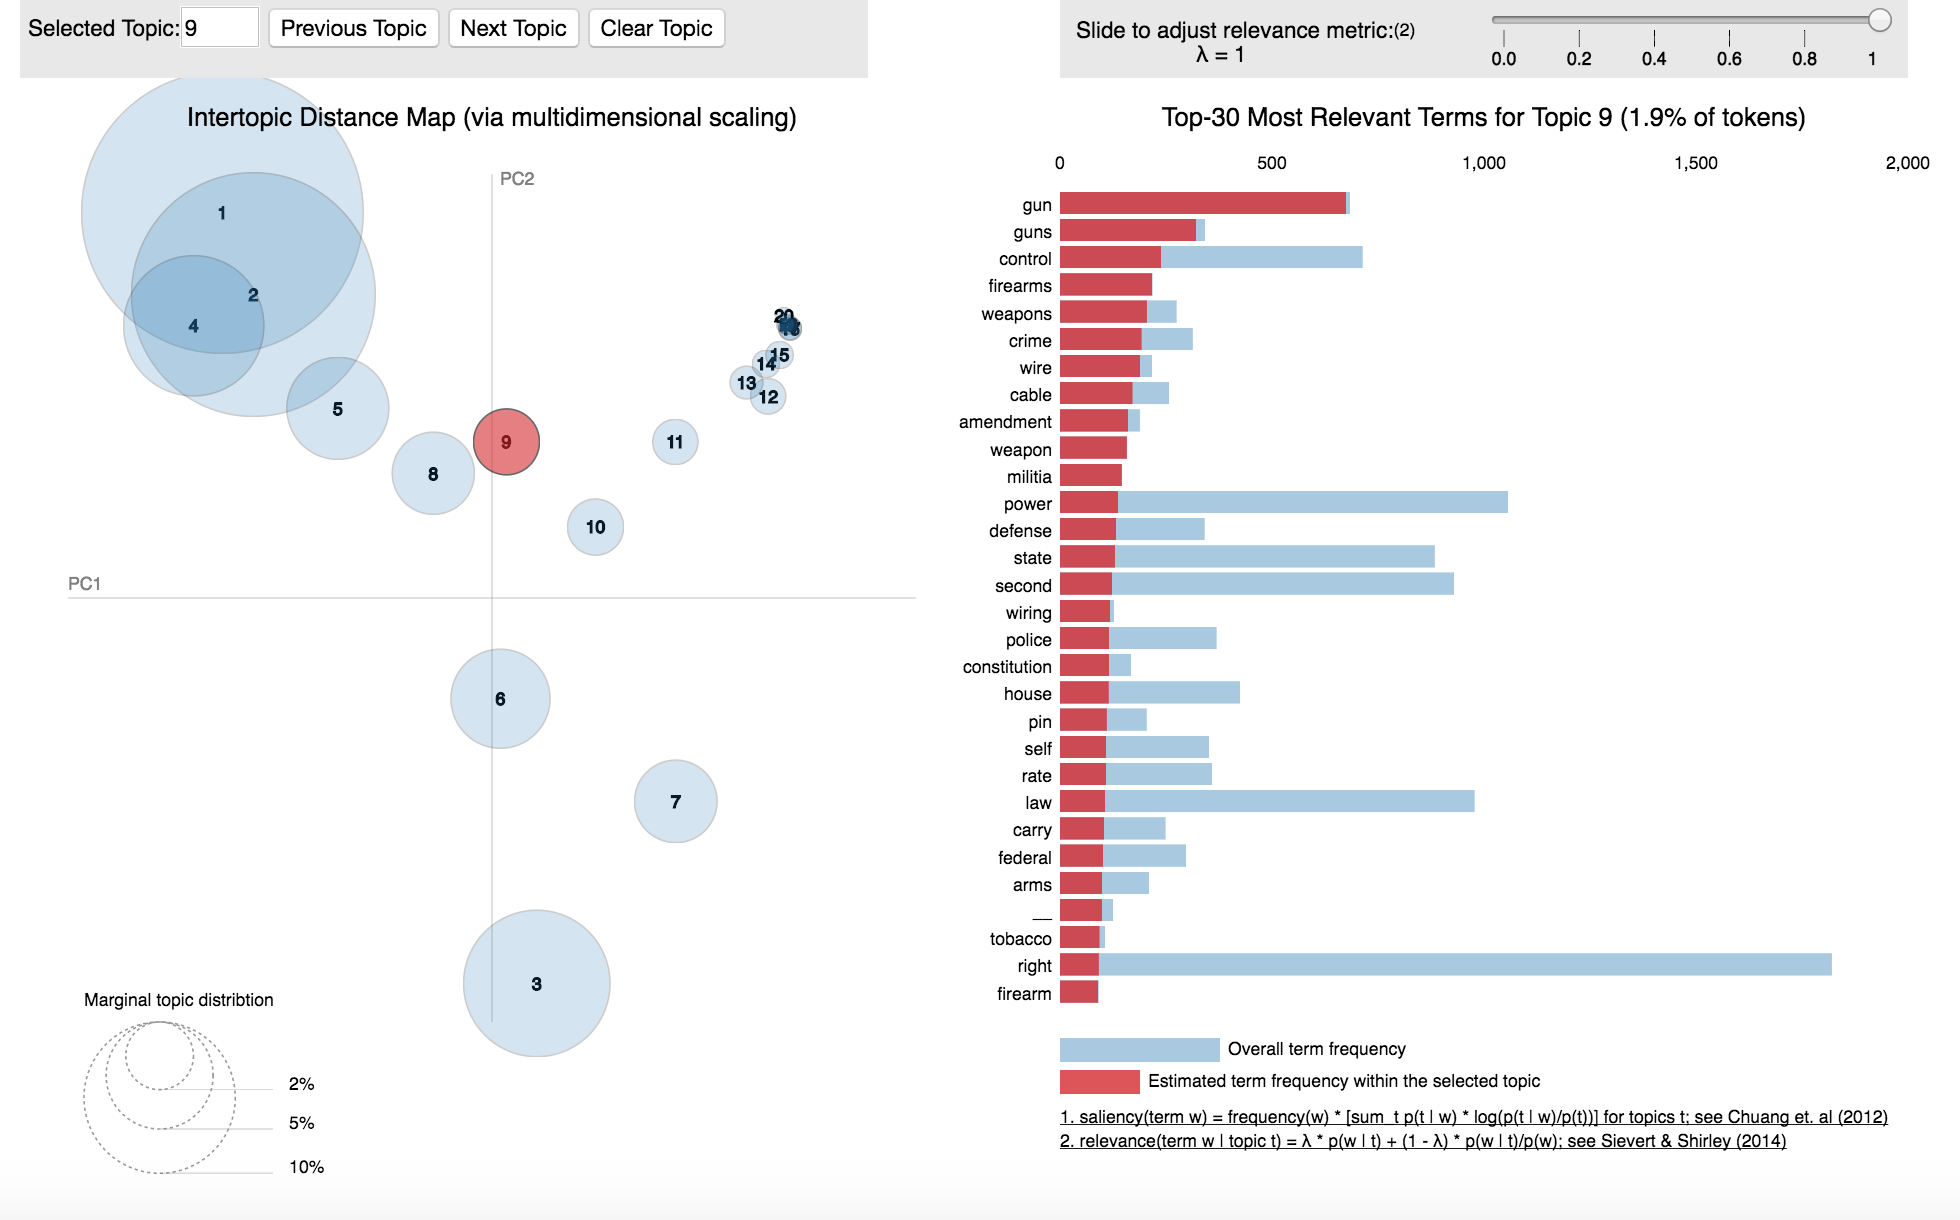 Selected Topic: 9 Previous Topic Next Topic Clear Topic
Slide to adjust relevance metric:(2)
λ = 1
0.0 0.2 0.4 0.6 0.8 1
Intertopic Distance Map (via multidimensional scaling)
PC2
PC1
1
2
4
5
8
9
10
11
12
13
14
15
20
6
7
3
Marginal topic distribtion
2%
5%
10%
Top-30 Most Relevant Terms for Topic 9 (1.9% of tokens)
0 500 1,000 1,500 2,000
gun
guns
control
firearms
weapons
crime
wire
cable
amendment
weapon
militia
power
defense
state
second
wiring
police
constitution
house
pin
self
rate
law
carry
federal
arms
__
tobacco
right
firearm
Overall term frequency
Estimated term frequency within the selected topic
1. saliency(term w) = frequency(w) * [sum_t p(t | w) * log(p(t | w)/p(t))] for topics t; see Chuang et. al (2012)
2. relevance(term w | topic t) = λ * p(w | t) + (1 - λ) * p(w | t)/p(w); see Sievert & Shirley (2014)